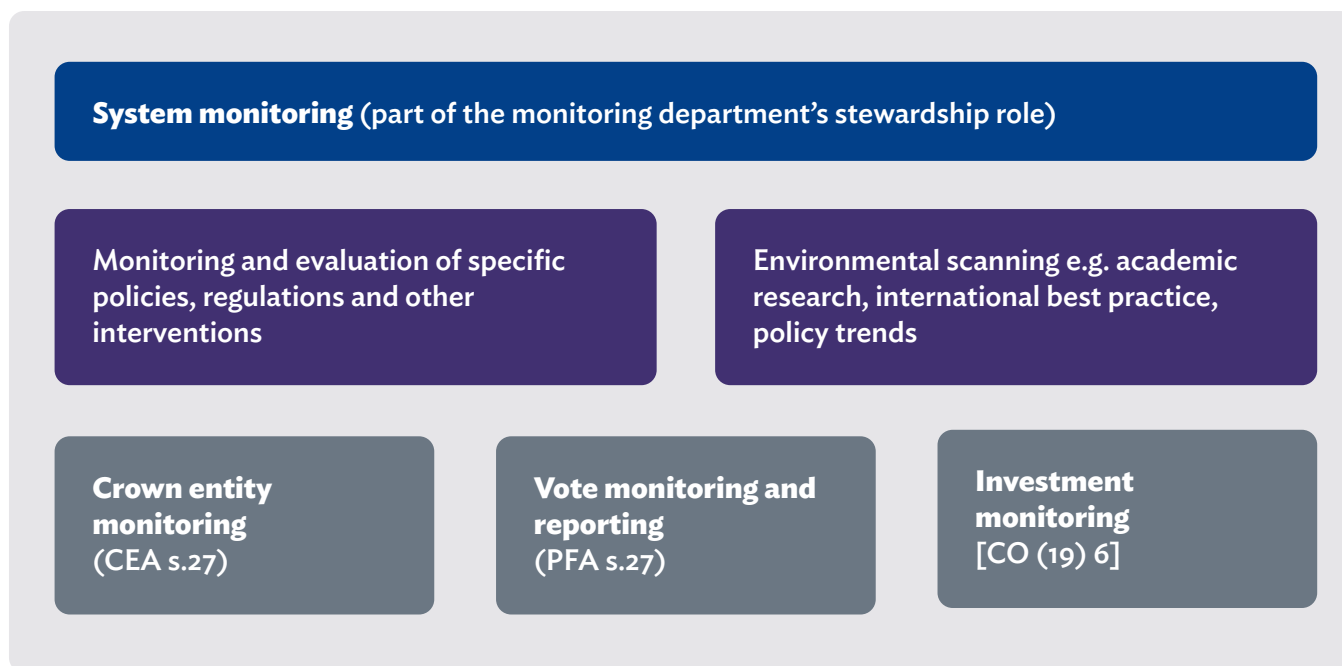 System monitoring (part of the monitoring department’s stewardship role)
Monitoring and evaluation of specific
policies, regulations and other
interventions
Environmental scanning e.g. academic
research, international best practice,
policy trends
Crown entity
monitoring
(CEA s.27)
Vote monitoring and
reporting
(PFA s.27)
Investment
monitoring
[CO (19) 6]